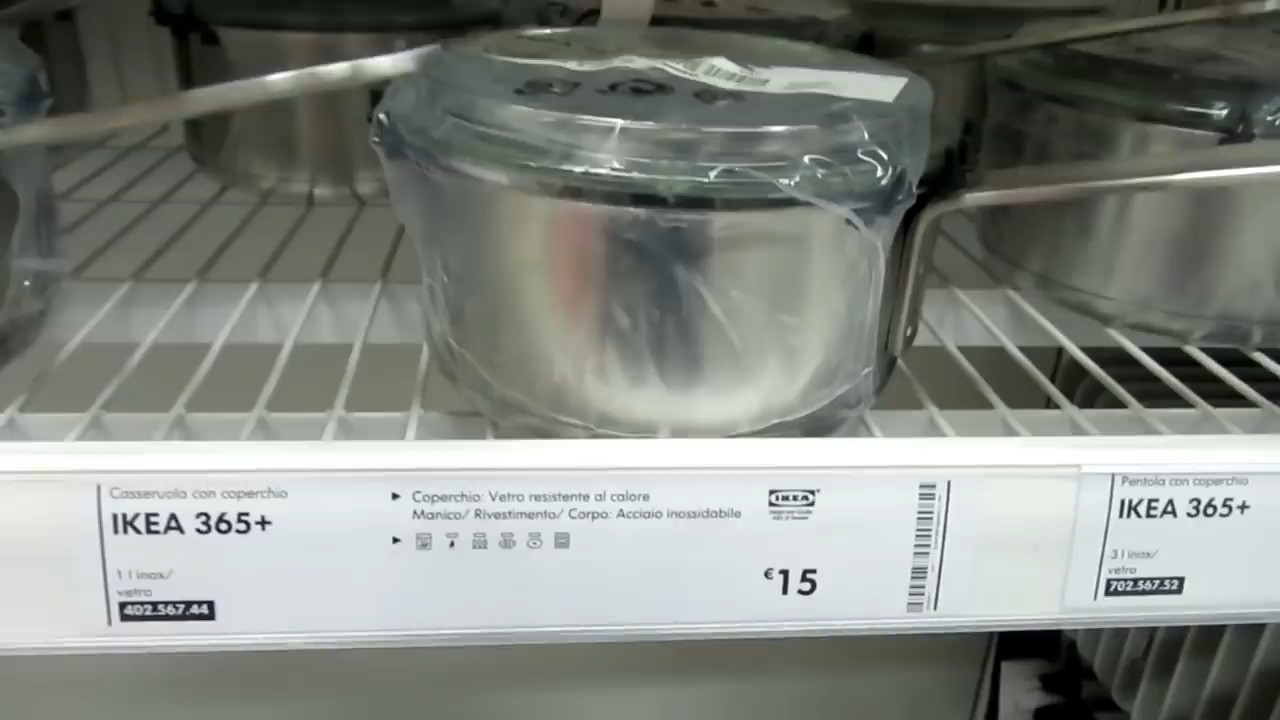 Casseruola con coperchio
IKEA 365+
1 l inox/
vetro
402.567.44
▶ Coperchio: Vetro resistente al calore
Manico/ Rivestimento/ Corpo: Acciaio inossidabile
IKEA
€15
Pentola con coperchio
IKEA 365+
3 l inox/
vetro
702.567.52